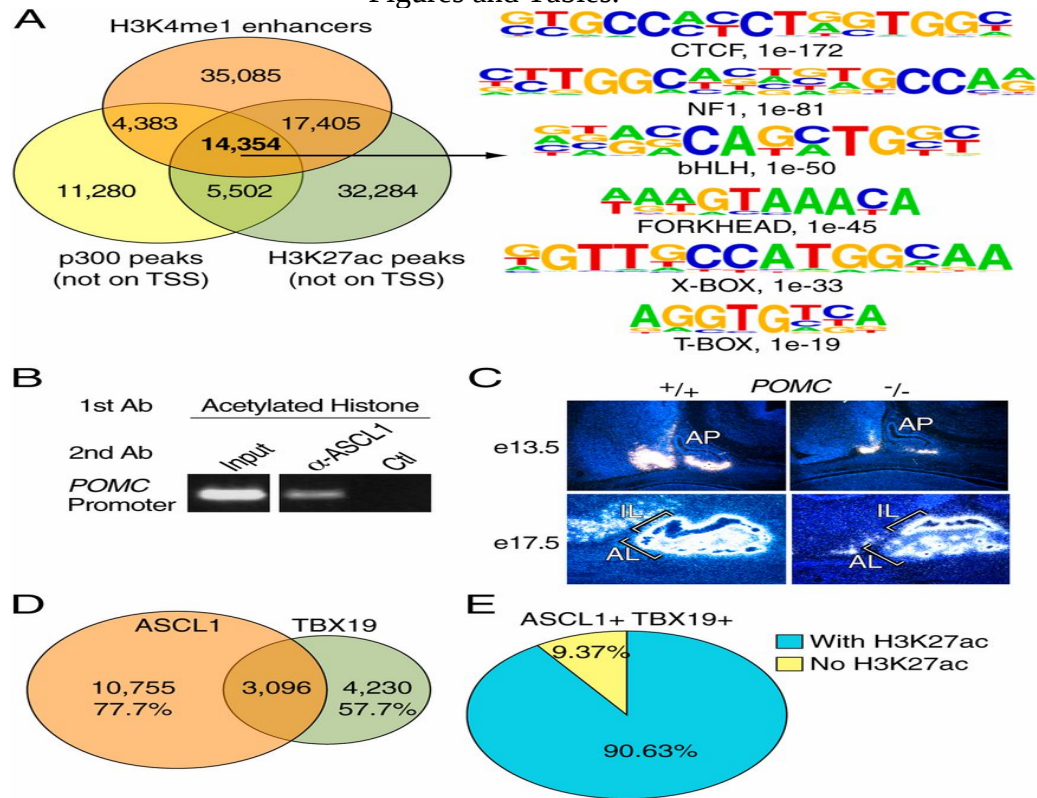 Figures and Tables.
A
H3K4me1 enhancers
35,085
4,383
17,405
14,354
11,280
5,502
32,284
p300 peaks
(not on TSS)
H3K27ac peaks
(not on TSS)
CTCF, 1e-172
NF1, 1e-81
bHLH, 1e-50
FORKHEAD, 1e-45
X-BOX, 1e-33
T-BOX, 1e-19
B
1st Ab
Acetylated Histone
2nd Ab
Input
α-ASCL1
Ctl
POMC
Promoter
C
+/+
POMC
-/-
e13.5
AP
AP
e17.5
IL
AL
IL
AL
D
ASCL1
TBX19
10,755
77.7%
3,096
4,230
57.7%
E
ASCL1+ TBX19+
9.37%
90.63%
With H3K27ac
No H3K27ac